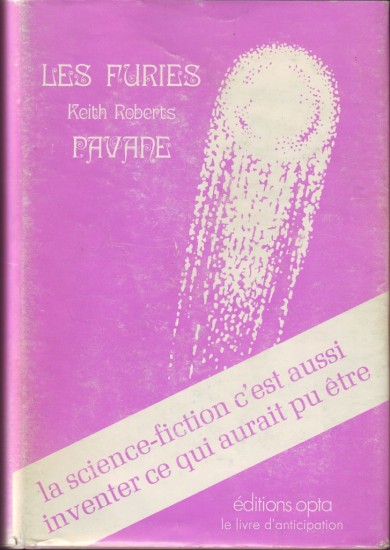 LES FURIES
Keith Roberts
PAVANE
la science-fiction c'est aussi
inventer ce qui aurait pu être
éditions opta
le livre d'anticipation